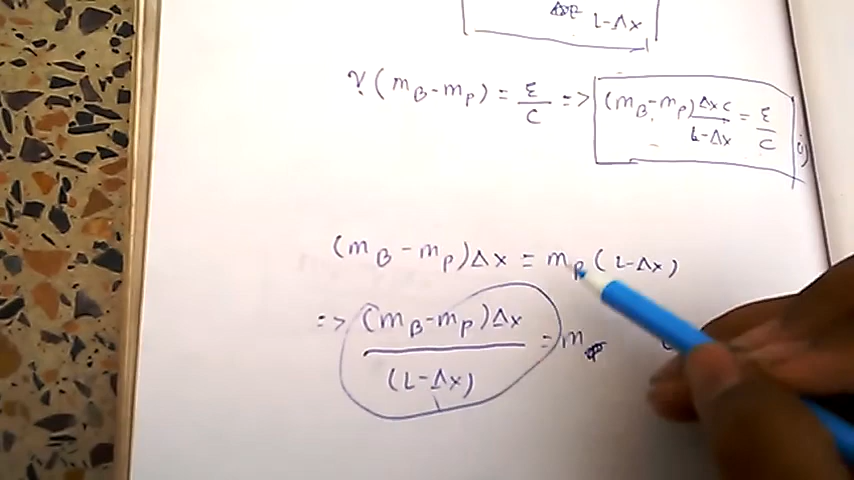 L-Δx
v(m_B-m_P) = ε/C => (m_B-m_P) Δx c/(L-Δx) = ε/C
(m_B - m_P)Δx = m_P (L-Δx)
=> (m_B-m_P)Δx/(L-Δx) = m